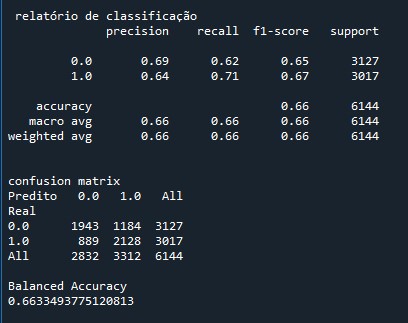 relatório de classificação
precision recall f1-score support
0.0 0.69 0.62 0.65 3127
1.0 0.64 0.71 0.67 3017
accuracy 0.66 6144
macro avg 0.66 0.66 0.66 6144
weighted avg 0.66 0.66 0.66 6144
confusion matrix
Predito 0.0 1.0 All
Real
0.0 1943 1184 3127
1.0 889 2128 3017
All 2832 3312 6144
Balanced Accuracy
0.6633493775120813